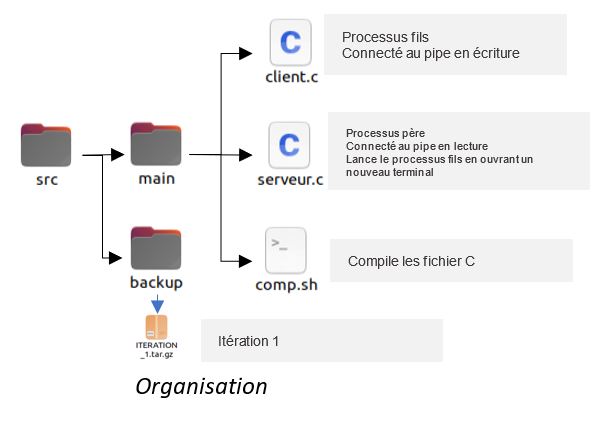 C
client.c
Processus fils
Connecté au pipe en écriture
src
main
C
serveur.c
Processus père
Connecté au pipe en lecture
Lance le processus fils en ouvrant un
nouveau terminal
backup
>_
comp.sh
Compile les fichier C
ITERATION
_1.tar.gz
Itération 1
Organisation